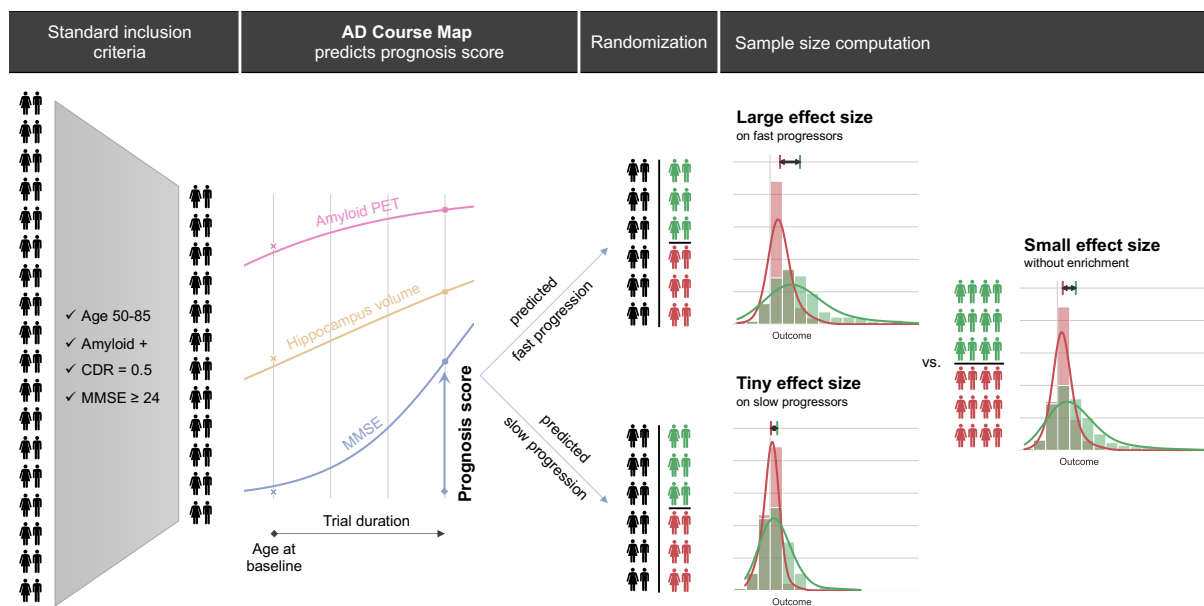 Standard inclusion
criteria
AD Course Map
predicts prognosis score
Randomization
Sample size computation
✓ Age 50-85
✓ Amyloid +
✓ CDR = 0.5
✓ MMSE ≥ 24
Amyloid PET
Hippocampus volume
MMSE
Prognosis score
Trial duration
Age at
baseline
predicted
fast progression
predicted
slow progression
Large effect size
on fast progressors
Outcome
Tiny effect size
on slow progressors
Outcome
vs.
Small effect size
without enrichment
Outcome